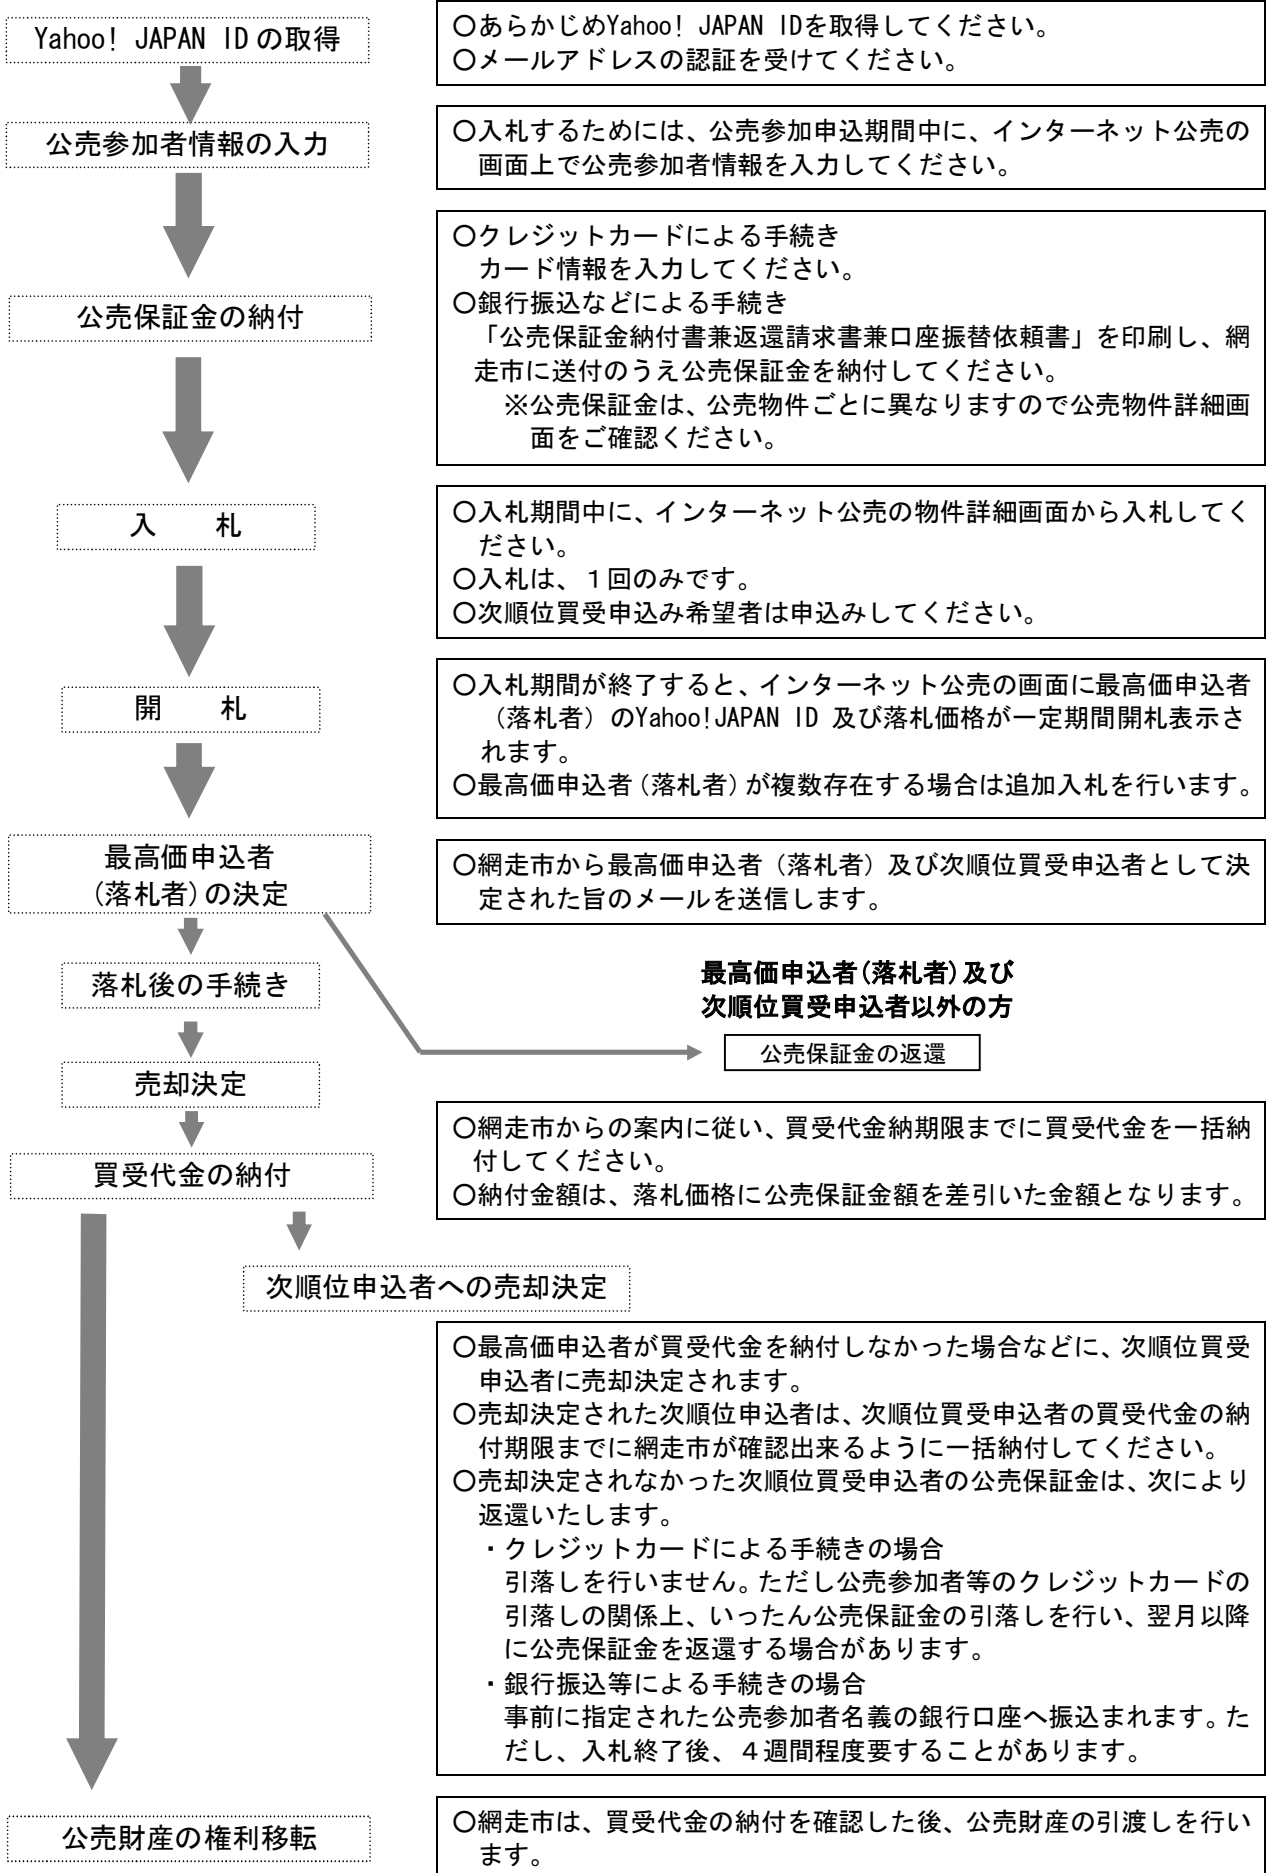 Yahoo! JAPAN IDの取得
〇あらかじめYahoo! JAPAN IDを取得してください。
〇メールアドレスの認証を受けてください。
公売参加者情報の入力
〇入札するためには、公売参加申込期間中に、インターネット公売の
画面上で公売参加者情報を入力してください。
公売保証金の納付
〇クレジットカードによる手続き
カード情報を入力してください。
〇銀行振込などによる手続き
「公売保証金納付書兼返還請求書兼口座振替依頼書」を印刷し、網
走市に送付のうえ公売保証金を納付してください。
※公売保証金は、公売物件ごとに異なりますので公売物件詳細画
面をご確認ください。
入　　札
〇入札期間中に、インターネット公売の物件詳細画面から入札してく
ださい。
〇入札は、１回のみです。
〇次順位買受申込み希望者は申込みしてください。
開　　札
〇入札期間が終了すると、インターネット公売の画面に最高価申込者
（落札者）のYahoo!JAPAN ID 及び落札価格が一定期間開札表示さ
れます。
〇最高価申込者(落札者)が複数存在する場合は追加入札を行います。
最高価申込者
(落札者)の決定
〇網走市から最高価申込者（落札者）及び次順位買受申込者として決
定された旨のメールを送信します。
落札後の手続き
最高価申込者(落札者)及び
次順位買受申込者以外の方
公売保証金の返還
売却決定
買受代金の納付
〇網走市からの案内に従い、買受代金納期限までに買受代金を一括納
付してください。
〇納付金額は、落札価格に公売保証金額を差引いた金額となります。
次順位申込者への売却決定
〇最高価申込者が買受代金を納付しなかった場合などに、次順位買受
申込者に売却決定されます。
〇売却決定された次順位申込者は、次順位買受申込者の買受代金の納
付期限までに網走市が確認出来るように一括納付してください。
〇売却決定されなかった次順位買受申込者の公売保証金は、次により
返還いたします。
・クレジットカードによる手続きの場合
引落しを行いません。ただし公売参加者等のクレジットカードの
引落しの関係上、いったん公売保証金の引落しを行い、翌月以降
に公売保証金を返還する場合があります。
・銀行振込等による手続きの場合
事前に指定された公売参加者名義の銀行口座へ振込まれます。た
だし、入札終了後、４週間程度要することがあります。
公売財産の権利移転
〇網走市は、買受代金の納付を確認した後、公売財産の引渡しを行い
ます。